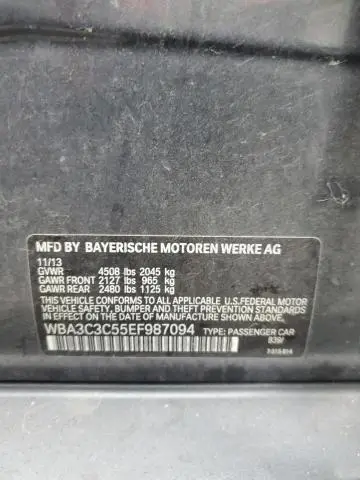 MFD BY BAYERISCHE MOTOREN WERKE AG
11/13
GVWR 4508 lbs 2045 kg
GAWR FRONT 2127 lbs 965 kg
GAWR REAR 2480 lbs 1125 kg
THIS VEHICLE CONFORMS TO ALL APPLICABLE U.S. FEDERAL MOTOR
VEHICLE SAFETY, BUMPER AND THEFT PREVENTION STANDARDS IN
EFFECT ON THE DATE OF MANUFACTURE SHOWN ABOVE.
WBA3C3C55EF987094 TYPE: PASSENGER CAR